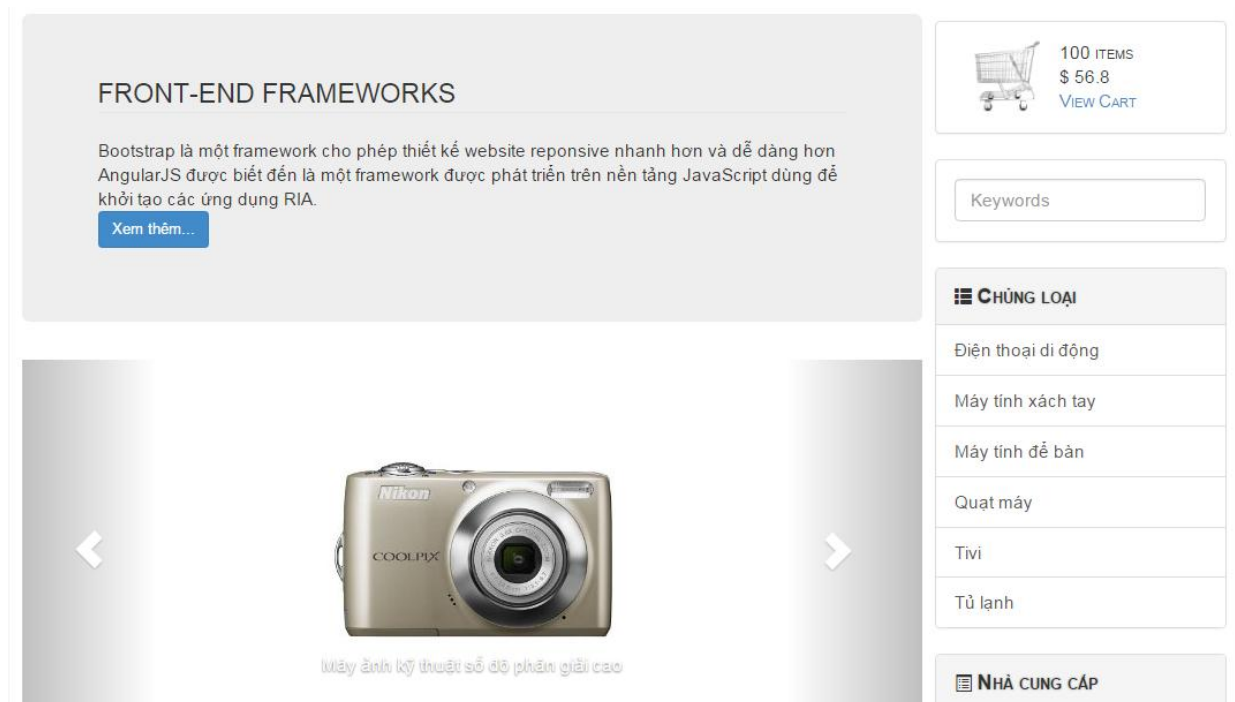 FRONT-END FRAMEWORKS
Bootstrap là một framework cho phép thiết kế website reponsive nhanh hơn và dễ dàng hơn
AngularJS được biết đến là một framework được phát triển trên nền tảng JavaScript dùng để
khởi tạo các ứng dụng RIA.
Xem thêm...
Nikon
COOLPIX
Máy ảnh kỹ thuật số độ phân giải cao
100 ITEMS
$ 56.8
VIEW CART
Keywords
CHỦNG LOẠI
Điện thoại di động
Máy tính xách tay
Máy tính để bàn
Quạt máy
Tivi
Tủ lạnh
NHÀ CUNG CẤP